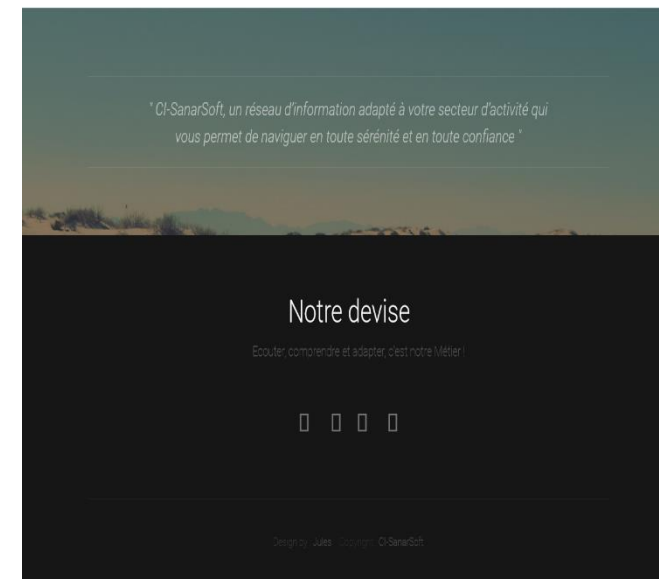 " CI-SanarSoft, un réseau d'information adapté à votre secteur d'activité qui
vous permet de naviguer en toute sérénité et en toute confiance "
Notre devise
Ecouter, comprendre et adapter, c'est notre Métier !
Design by Jules Copyright CI-SanarSoft